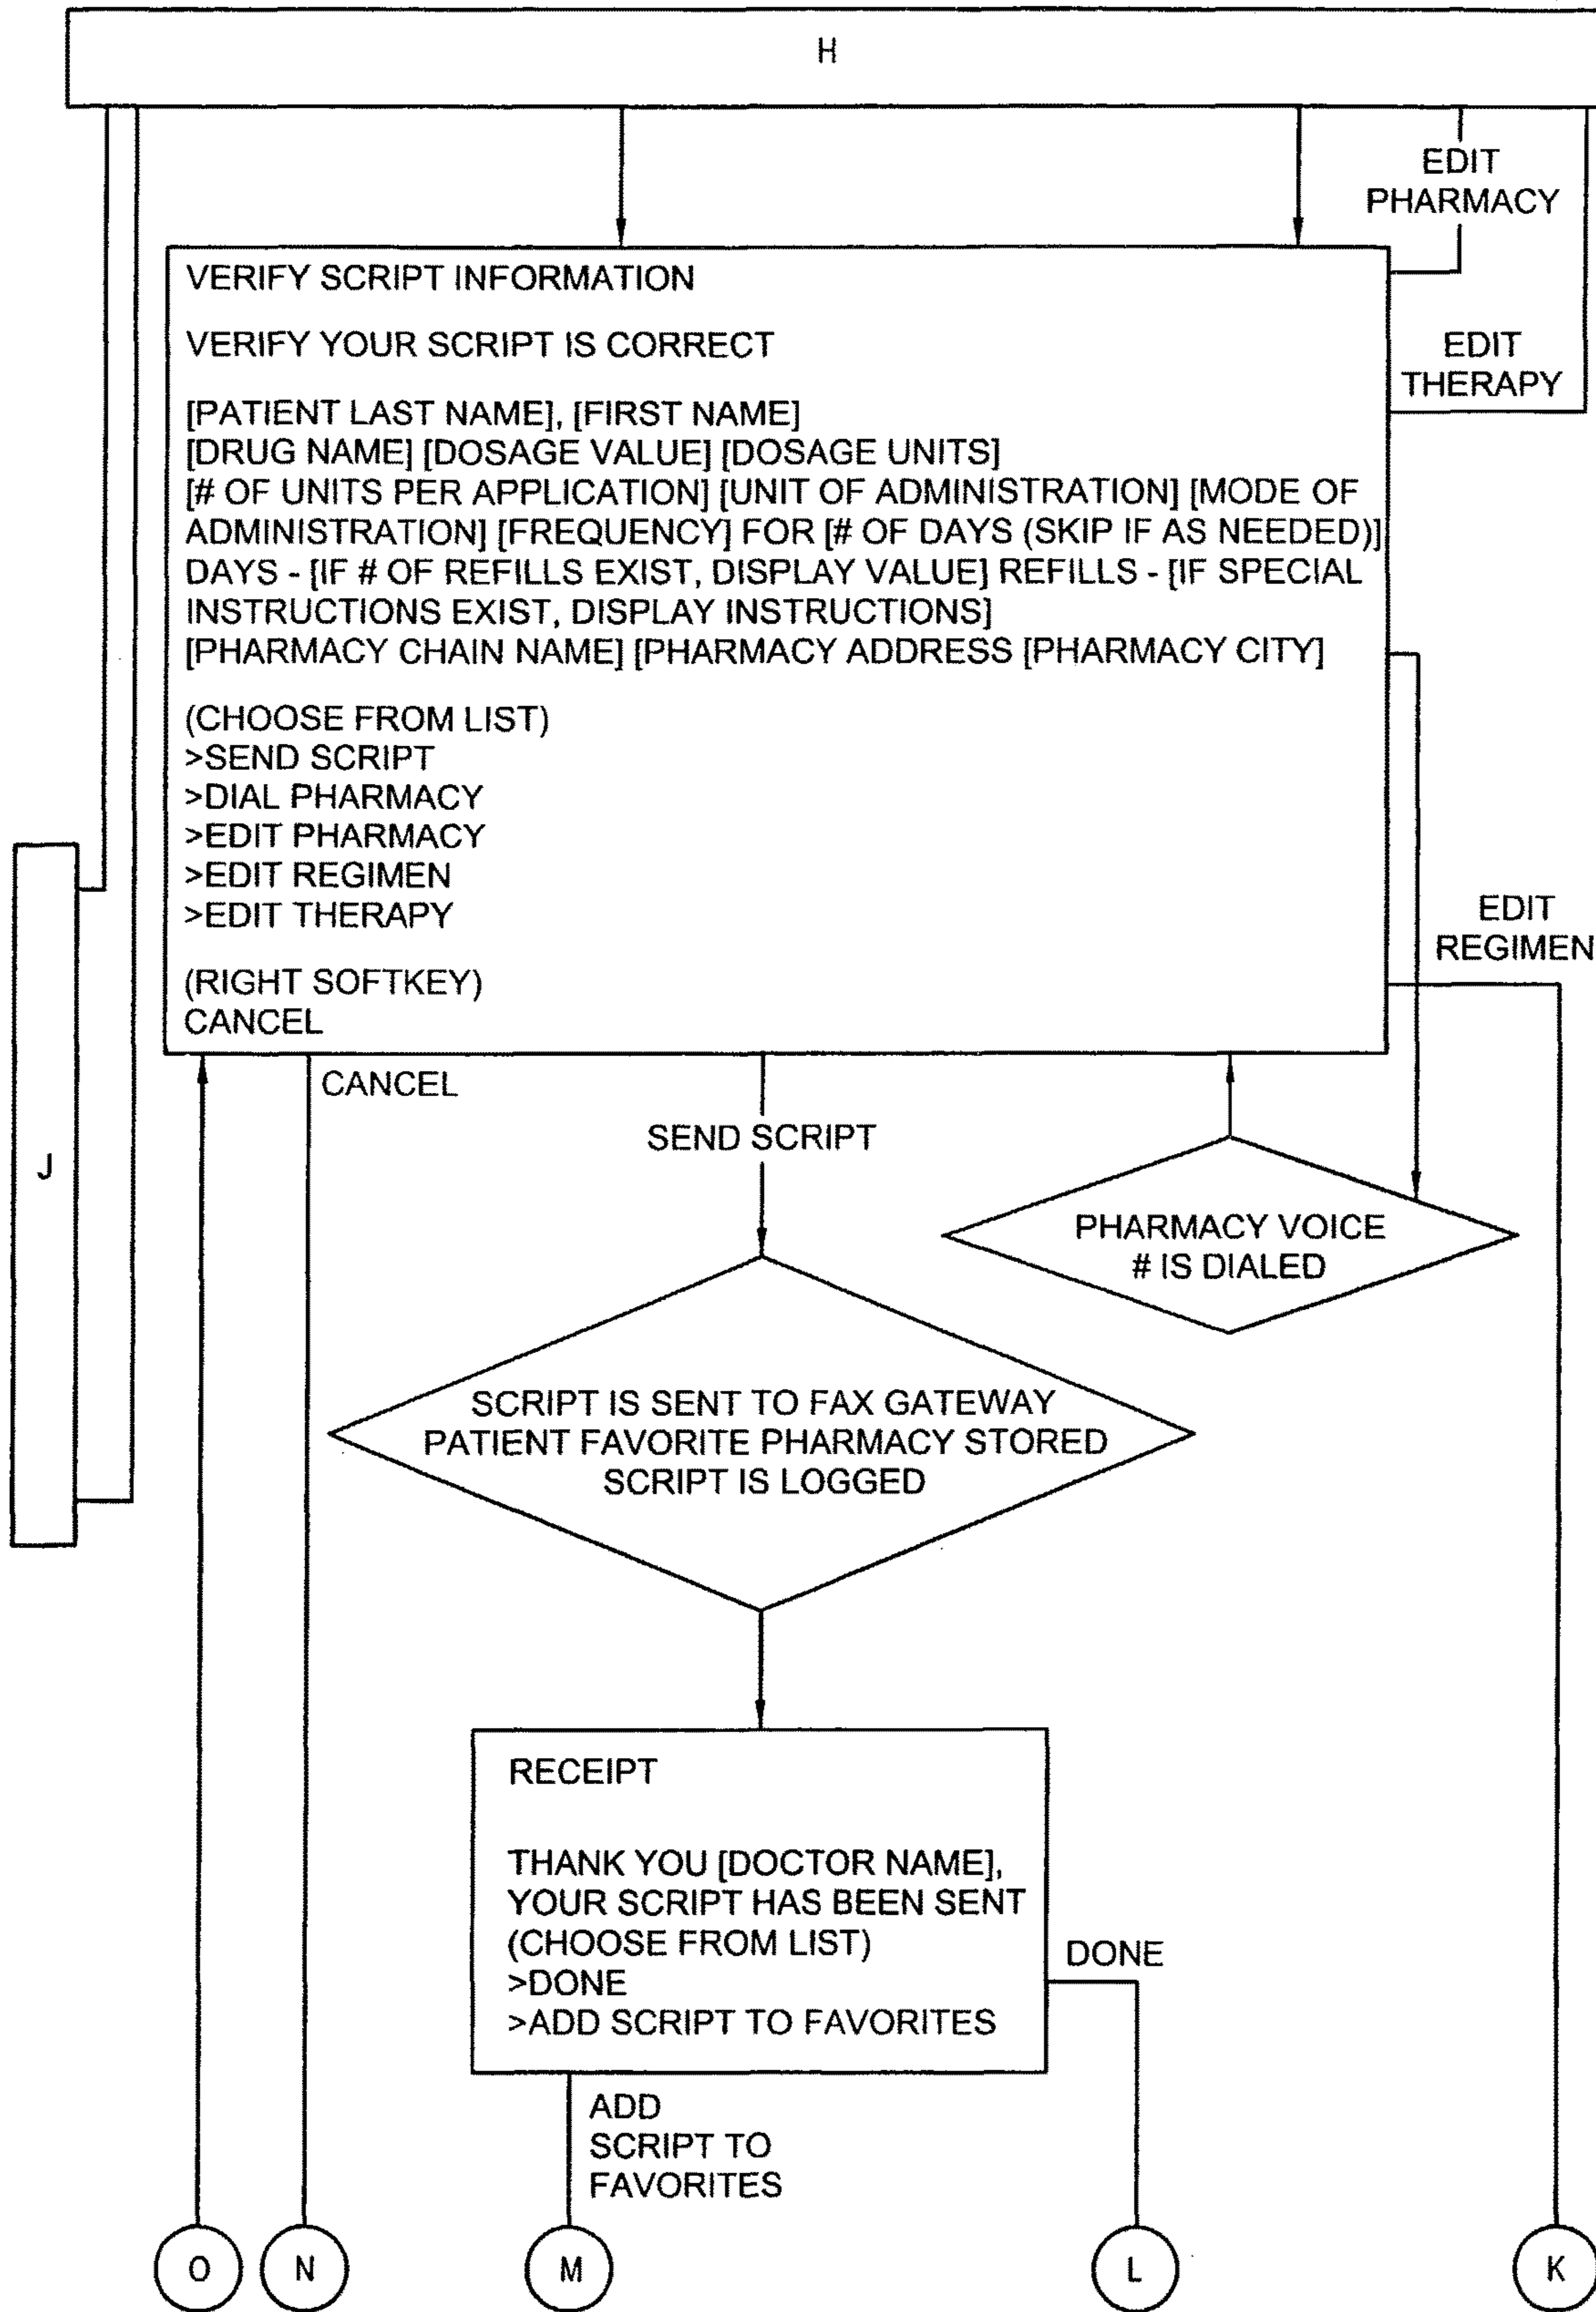 H
EDIT
PHARMACY
VERIFY SCRIPT INFORMATION
VERIFY YOUR SCRIPT IS CORRECT
EDIT
THERAPY
[PATIENT LAST NAME], [FIRST NAME]
[DRUG NAME] [DOSAGE VALUE] [DOSAGE UNITS]
[# OF UNITS PER APPLICATION] [UNIT OF ADMINISTRATION] [MODE OF
ADMINISTRATION] [FREQUENCY] FOR [# OF DAYS (SKIP IF AS NEEDED)]
DAYS - [IF # OF REFILLS EXIST, DISPLAY VALUE] REFILLS - [IF SPECIAL
INSTRUCTIONS EXIST, DISPLAY INSTRUCTIONS]
[PHARMACY CHAIN NAME] [PHARMACY ADDRESS [PHARMACY CITY]
(CHOOSE FROM LIST)
>SEND SCRIPT
>DIAL PHARMACY
>EDIT PHARMACY
>EDIT REGIMEN
>EDIT THERAPY
EDIT
REGIMEN
(RIGHT SOFTKEY)
CANCEL
CANCEL
SEND SCRIPT
J
PHARMACY VOICE
# IS DIALED
SCRIPT IS SENT TO FAX GATEWAY
PATIENT FAVORITE PHARMACY STORED
SCRIPT IS LOGGED
RECEIPT
THANK YOU [DOCTOR NAME],
YOUR SCRIPT HAS BEEN SENT
(CHOOSE FROM LIST)
>DONE
>ADD SCRIPT TO FAVORITES
DONE
ADD
SCRIPT TO
FAVORITES
O
N
M
L
K